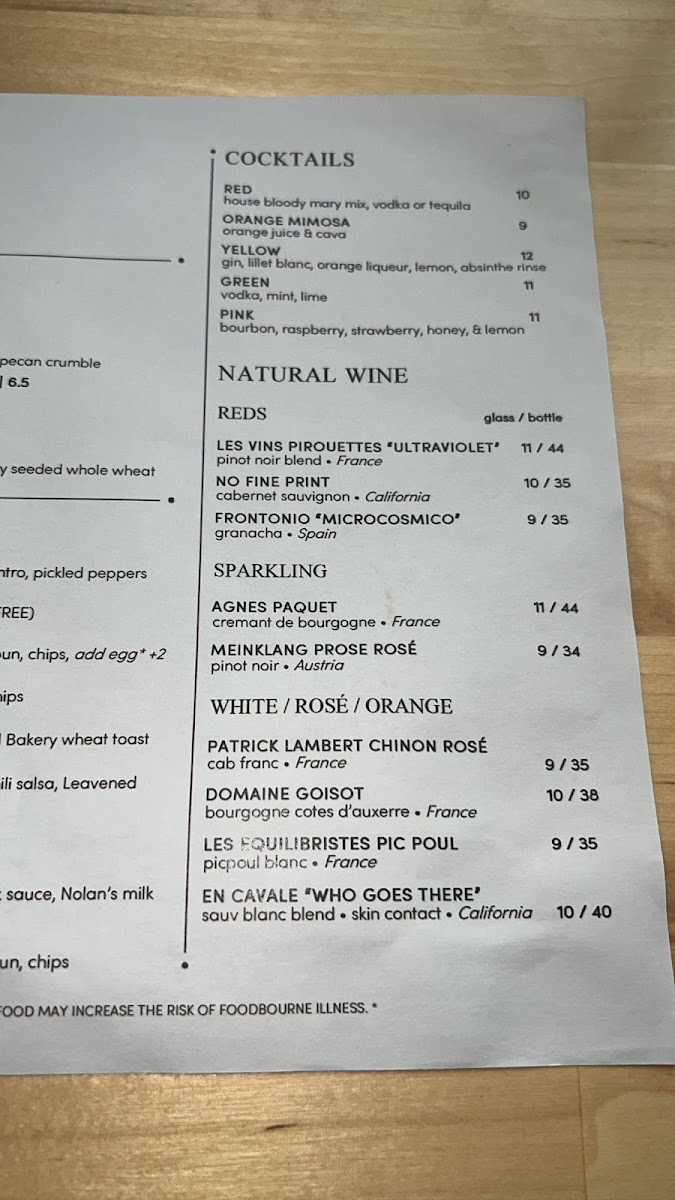 pecan crumble
| 6.5
y seeded whole wheat
ntro, pickled peppers
FREE)
un, chips, add egg* +2
ips
Bakery wheat toast
ili salsa, Leavened
sauce, Nolan's milk
un, chips
COCKTAILS
RED 10
house bloody mary mix, vodka or tequila
ORANGE MIMOSA 9
orange juice & cava
YELLOW 12
gin, lillet blanc, orange liqueur, lemon, absinthe rinse
GREEN 11
vodka, mint, lime
PINK 11
bourbon, raspberry, strawberry, honey, & lemon
NATURAL WINE
REDS glass / bottle
LES VINS PIROUETTES "ULTRAVIOLET" 11 / 44
pinot noir blend • France
NO FINE PRINT 10 / 35
cabernet sauvignon • California
FRONTONIO "MICROCOSMICO" 9 / 35
granacha • Spain
SPARKLING
AGNES PAQUET 11 / 44
cremant de bourgogne • France
MEINKLANG PROSE ROSÉ 9 / 34
pinot noir • Austria
WHITE / ROSÉ / ORANGE
PATRICK LAMBERT CHINON ROSÉ
cab franc • France 9 / 35
DOMAINE GOISOT 10 / 38
bourgogne cotes d'auxerre • France
LES EQUILIBRISTES PIC POUL 9 / 35
picpoul blanc • France
EN CAVALE "WHO GOES THERE"
sauv blanc blend • skin contact • California 10 / 40
FOOD MAY INCREASE THE RISK OF FOODBOURNE ILLNESS. *